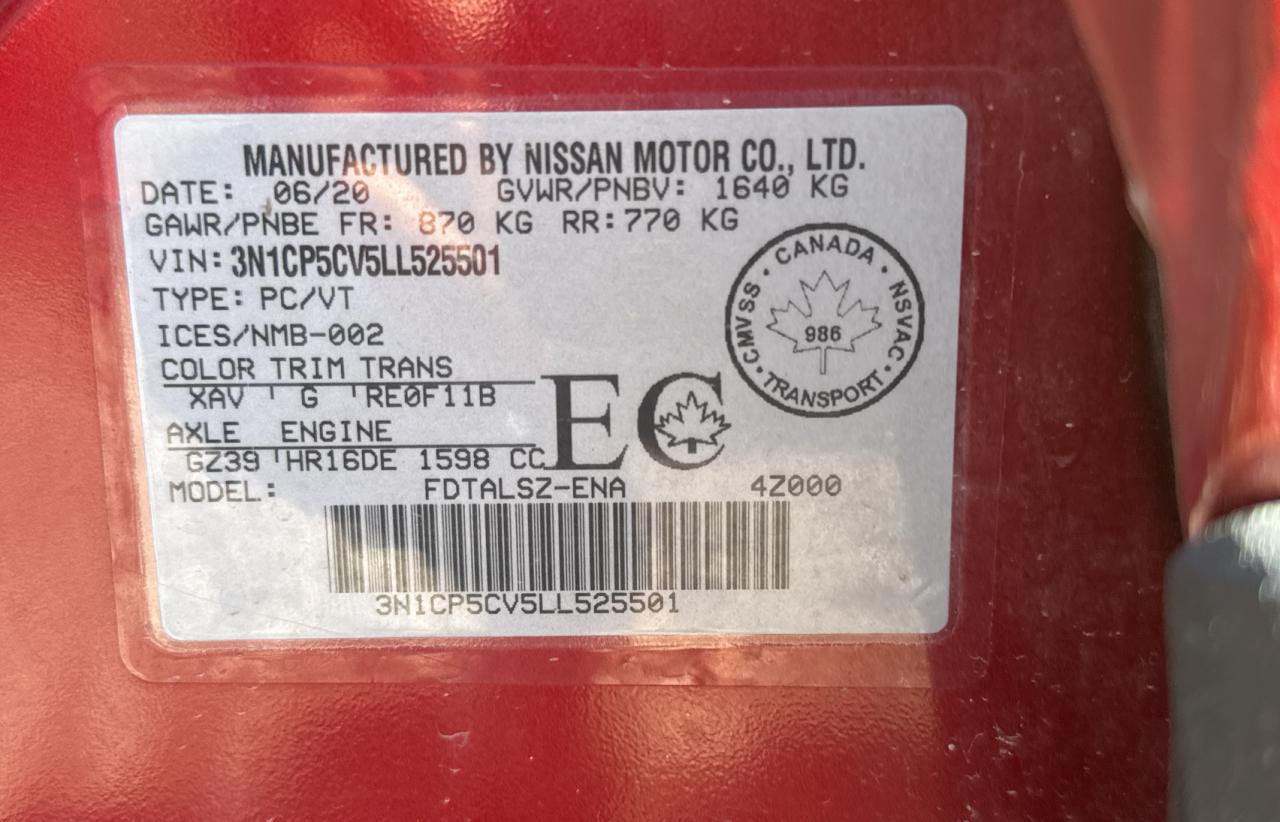 MANUFACTURED BY NISSAN MOTOR CO., LTD.
DATE: 06/20 GVWR/PNBV: 1640 KG
GAWR/PNBE FR: 870 KG RR: 770 KG
VIN: 3N1CP5CV5LL525501
TYPE: PC/VT
ICES/NMB-002
COLOR TRIM TRANS
XAV G RE0F11B
AXLE ENGINE
GZ39 HR16DE 1598 CC
MODEL: FDTALSZ-ENA 4Z000
3N1CP5CV5LL525501
EC
CANADA • NSVAC • TRANSPORT • CMVSS •
986